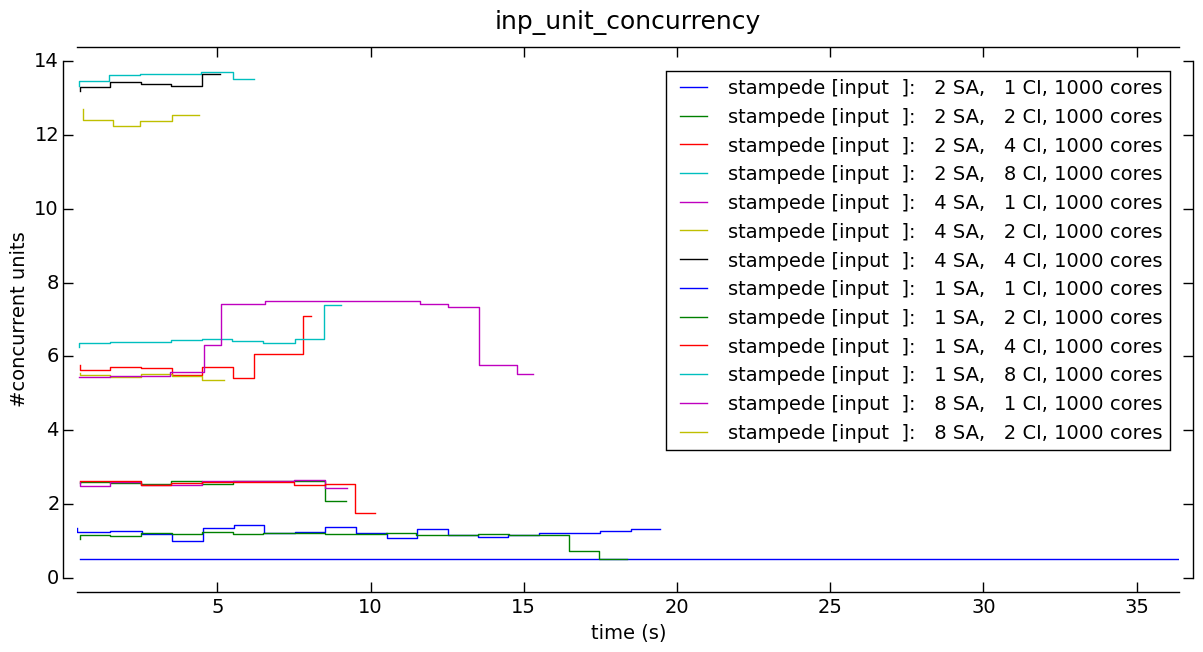 inp_unit_concurrency
14
12
10
8
6
4
2
0
#concurrent units
stampede [input  ]:   2 SA,   1 CI, 1000 cores
stampede [input  ]:   2 SA,   2 CI, 1000 cores
stampede [input  ]:   2 SA,   4 CI, 1000 cores
stampede [input  ]:   2 SA,   8 CI, 1000 cores
stampede [input  ]:   4 SA,   1 CI, 1000 cores
stampede [input  ]:   4 SA,   2 CI, 1000 cores
stampede [input  ]:   4 SA,   4 CI, 1000 cores
stampede [input  ]:   1 SA,   1 CI, 1000 cores
stampede [input  ]:   1 SA,   2 CI, 1000 cores
stampede [input  ]:   1 SA,   4 CI, 1000 cores
stampede [input  ]:   1 SA,   8 CI, 1000 cores
stampede [input  ]:   8 SA,   1 CI, 1000 cores
stampede [input  ]:   8 SA,   2 CI, 1000 cores
5 10 15 20 25 30 35
time (s)